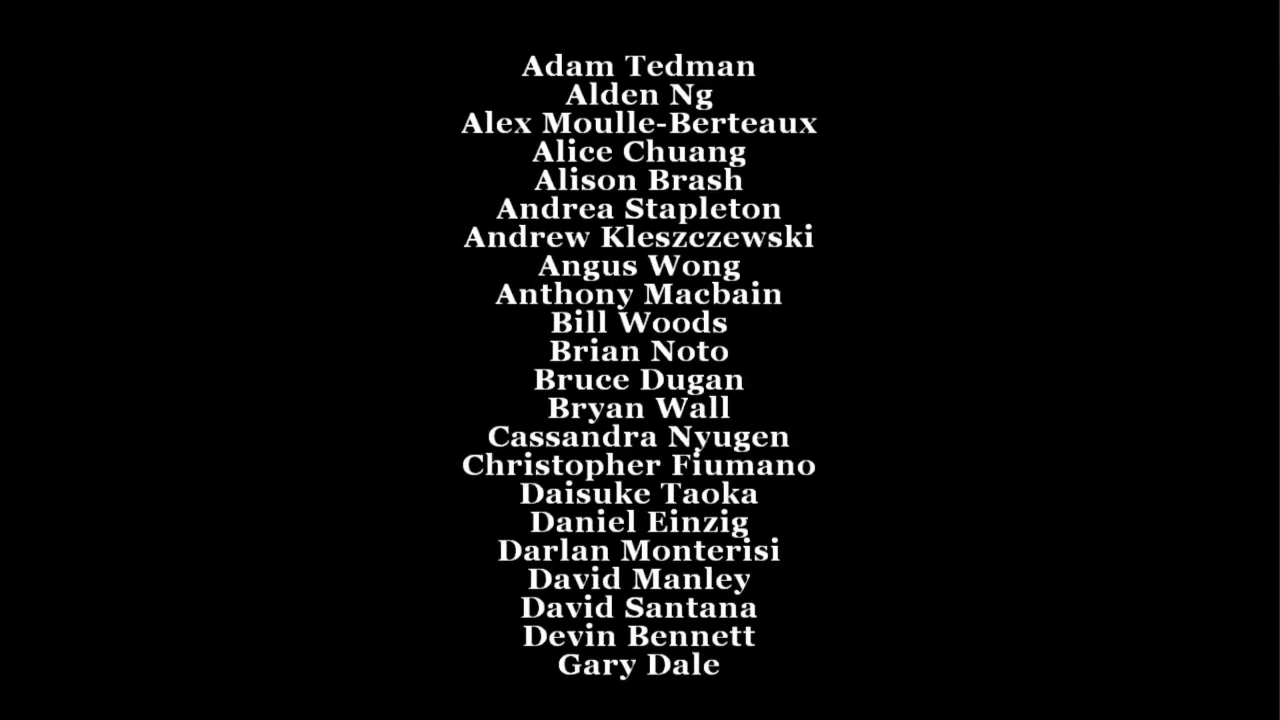 Adam Tedman
Alden Ng
Alex Moulle-Berteaux
Alice Chuang
Alison Brash
Andrea Stapleton
Andrew Kleszczewski
Angus Wong
Anthony Macbain
Bill Woods
Brian Noto
Bruce Dugan
Bryan Wall
Cassandra Nyugen
Christopher Fiumano
Daisuke Taoka
Daniel Einzig
Darlan Monterisi
David Manley
David Santana
Devin Bennett
Gary Dale